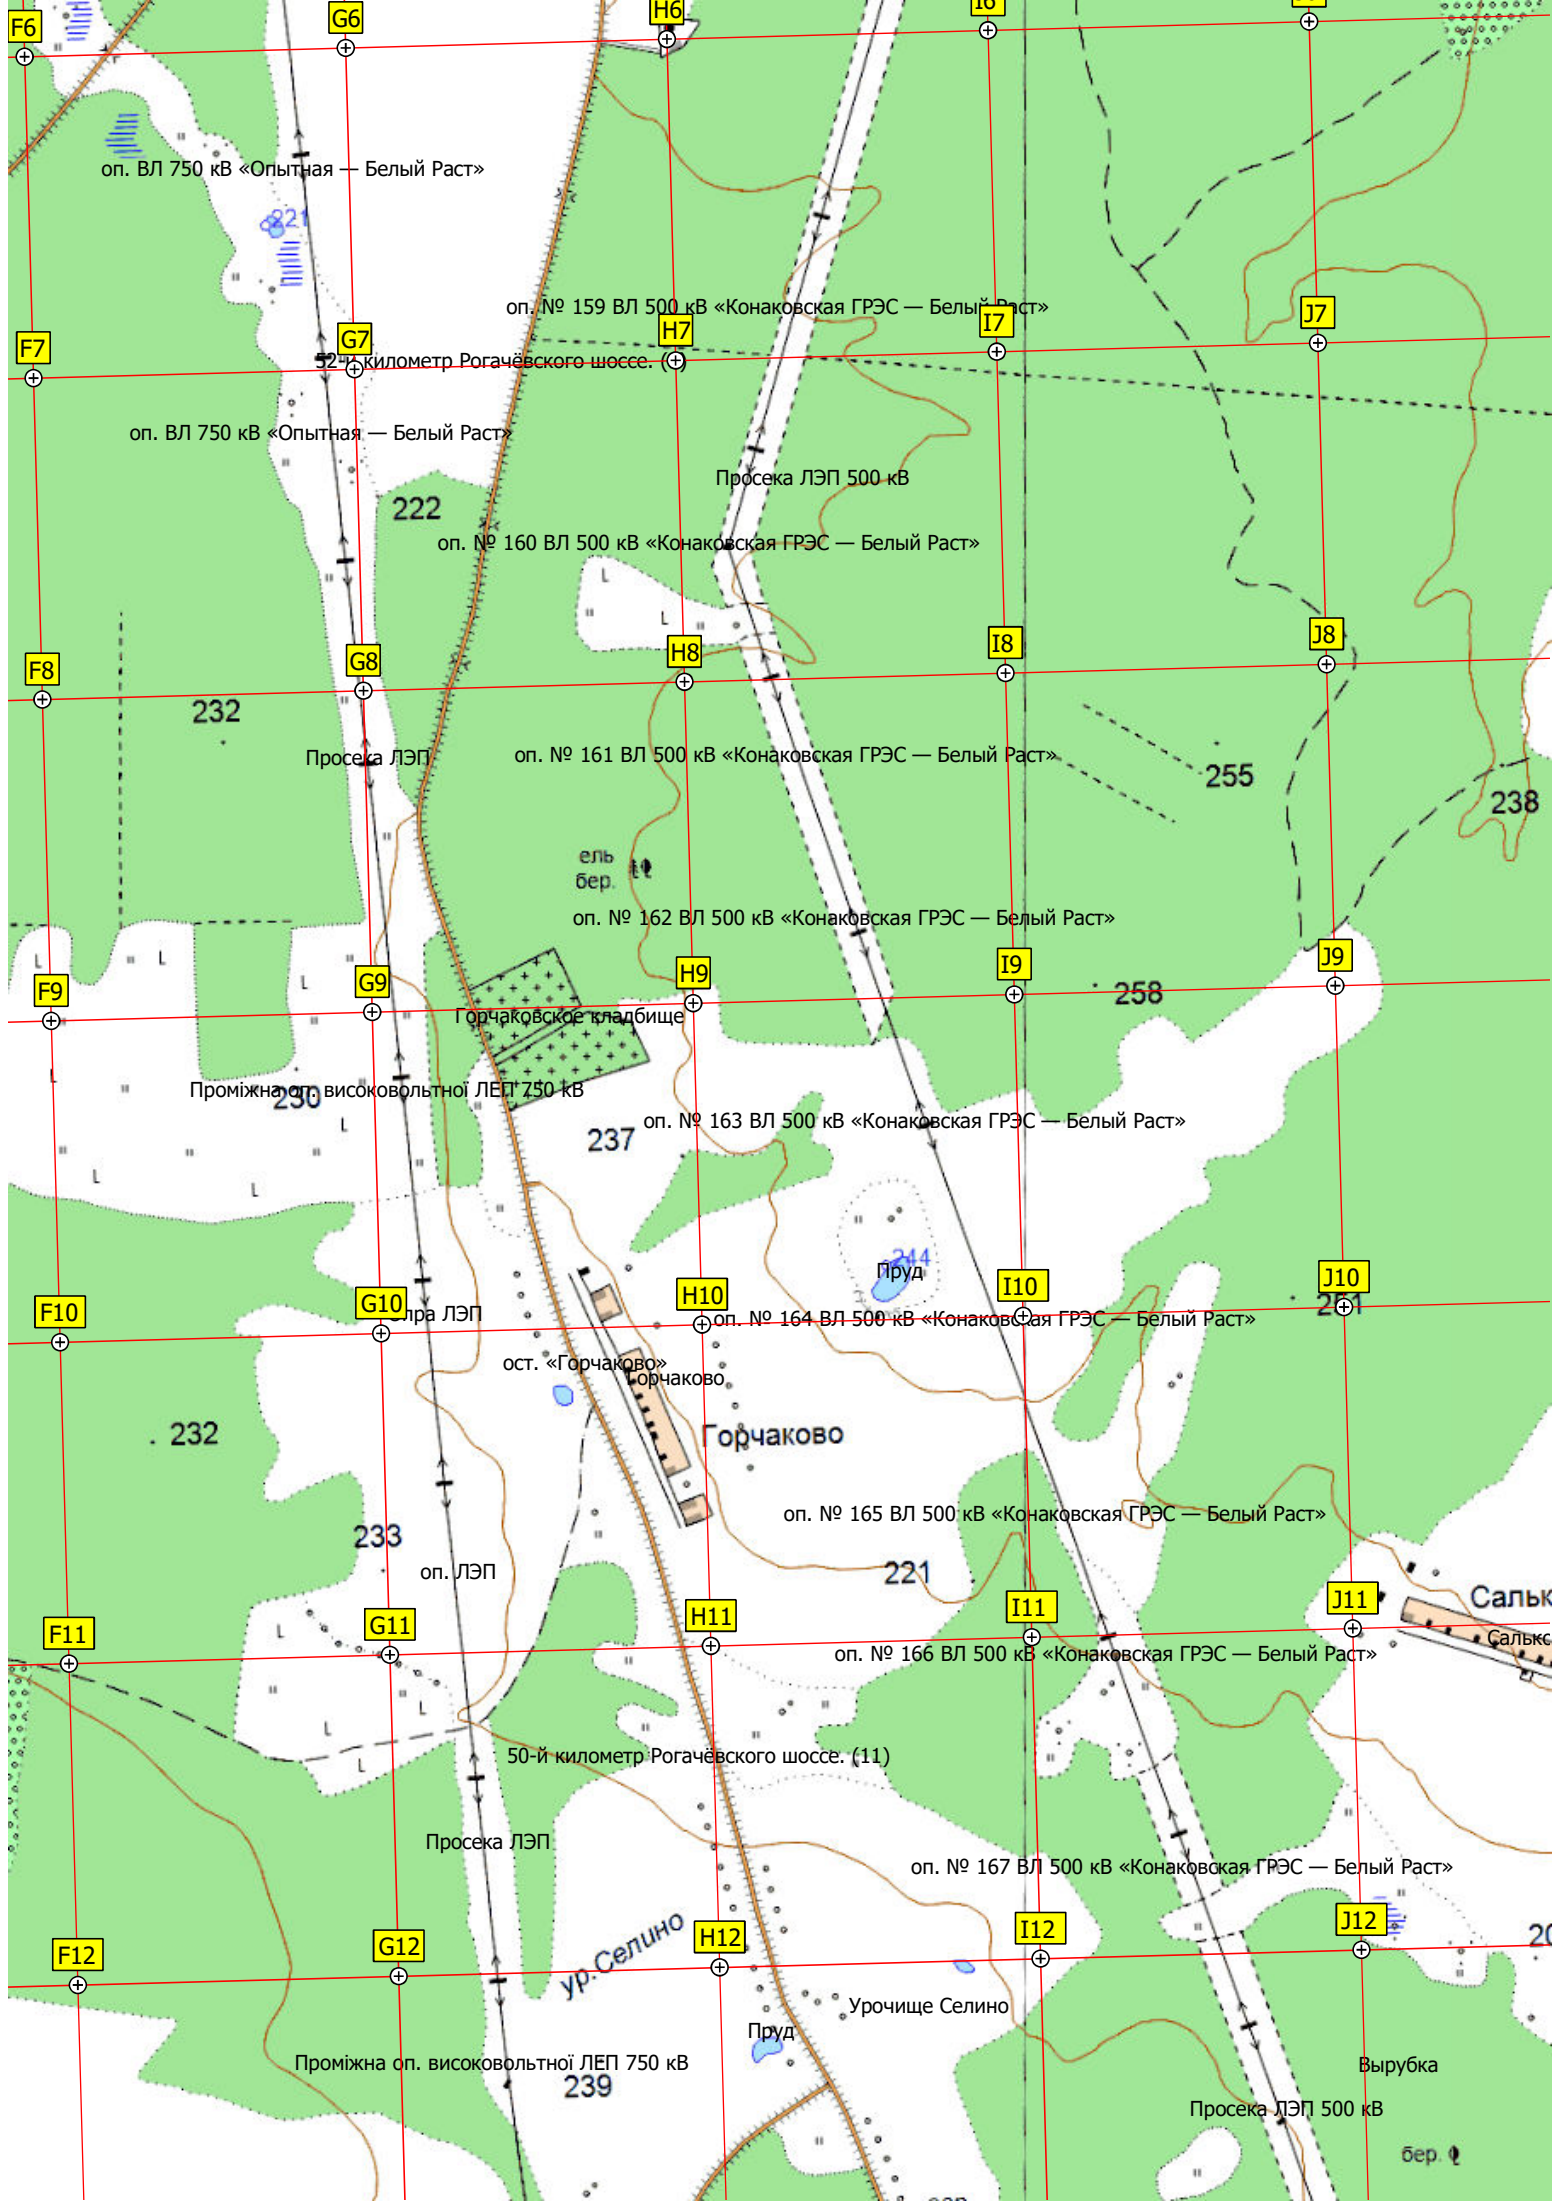 F6
G6
H6
I6
оп. ВЛ 750 кВ «Опытная — Белый Раст»
221
оп. № 159 ВЛ 500 кВ «Конаковская ГРЭС — Белый Раст»
F7
G7
H7
I7
J7
километр Рогачёвского шоссе.
оп. ВЛ 750 кВ «Опытная — Белый Раст»
Просека ЛЭП 500 кВ
222
оп. № 160 ВЛ 500 кВ «Конаковская ГРЭС — Белый Раст»
F8
G8
H8
I8
J8
232
Просека ЛЭП
оп. № 161 ВЛ 500 кВ «Конаковская ГРЭС — Белый Раст»
255
238
ель
бер.
оп. № 162 ВЛ 500 кВ «Конаковская ГРЭС — Белый Раст»
F9
G9
H9
I9
J9
258
Горчаковское кладбище
Проміжна оп. високовольтної ЛЕП 750 кВ
230
237
оп. № 163 ВЛ 500 кВ «Конаковская ГРЭС — Белый Раст»
244
Пруд
F10
G10
H10
I10
J10
251
Опра ЛЭП
оп. № 164 ВЛ 500 кВ «Конаковская ГРЭС — Белый Раст»
ост. «Горчаково»
Горчаково
232
Горчаково
оп. № 165 ВЛ 500 кВ «Конаковская ГРЭС — Белый Раст»
233
оп. ЛЭП
221
F11
G11
H11
I11
J11
Сальк
Салькс
оп. № 166 ВЛ 500 кВ «Конаковская ГРЭС — Белый Раст»
50-й километр Рогачёвского шоссе. (11)
Просека ЛЭП
оп. № 167 ВЛ 500 кВ «Конаковская ГРЭС — Белый Раст»
F12
G12
H12
I12
J12
20
ур.Селино
Урочище Селино
Пруд
Проміжна оп. високовольтної ЛЕП 750 кВ
239
Вырубка
Просека ЛЭП 500 кВ
бер.